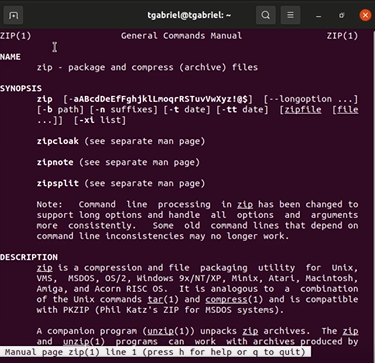 tgabriel@tgabriel: ~
ZIP(1) General Commands Manual ZIP(1)
NAME
zip - package and compress (archive) files
SYNOPSIS
zip [-aABcdDeEfFghjklLmoqrRSTuvVwXyz!@$] [--longoption ...]
[-b path] [-n suffixes] [-t date] [-tt date] [zipfile [file
...]] [-xi list]
zipcloak (see separate man page)
zipnote (see separate man page)
zipsplit (see separate man page)
Note: Command line processing in zip has been changed to
support long options and handle all options and arguments
more consistently. Some old command lines that depend on
command line inconsistencies may no longer work.
DESCRIPTION
zip is a compression and file packaging utility for Unix,
VMS, MSDOS, OS/2, Windows 9x/NT/XP, Minix, Atari, Macintosh,
Amiga, and Acorn RISC OS. It is analogous to a combination
of the Unix commands tar(1) and compress(1) and is compatible
with PKZIP (Phil Katz's ZIP for MSDOS systems).
A companion program (unzip(1)) unpacks zip archives. The zip
and unzip(1) programs can work with archives produced by
Manual page zip(1) line 1 (press h for help or q to quit)